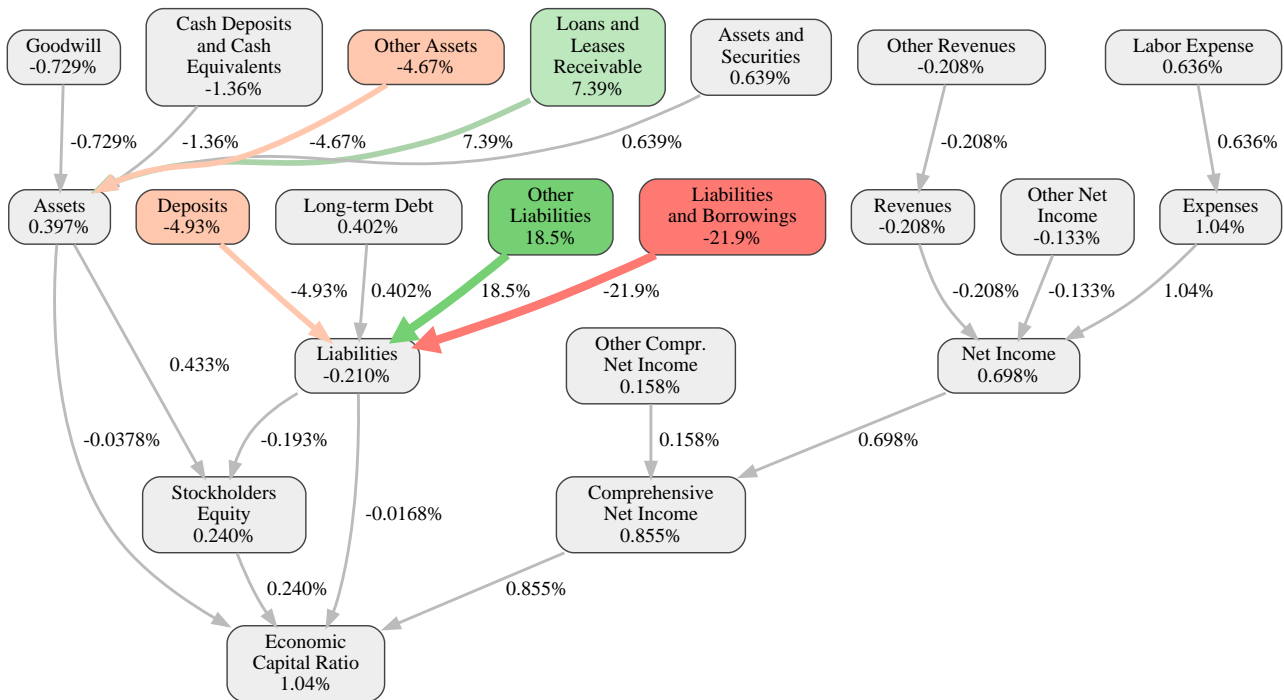 Goodwill
-0.729%
Cash Deposits
and Cash
Equivalents
-1.36%
Other Assets
-4.67%
Loans and
Leases
Receivable
7.39%
Assets and
Securities
0.639%
Other Revenues
-0.208%
Labor Expense
0.636%
-0.729%
-1.36%
-4.67%
7.39%
0.639%
-0.208%
0.636%
Assets
0.397%
Deposits
-4.93%
Long-term Debt
0.402%
Other
Liabilities
18.5%
Liabilities
and Borrowings
-21.9%
Revenues
-0.208%
Other Net
Income
-0.133%
Expenses
1.04%
-4.93%
0.402%
18.5%
-21.9%
-0.208%
-0.133%
1.04%
0.433%
Liabilities
-0.210%
Other Compr.
Net Income
0.158%
Net Income
0.698%
-0.0378%
-0.193%
0.158%
0.698%
Stockholders
Equity
0.240%
-0.0168%
Comprehensive
Net Income
0.855%
0.240%
0.855%
Economic
Capital Ratio
1.04%